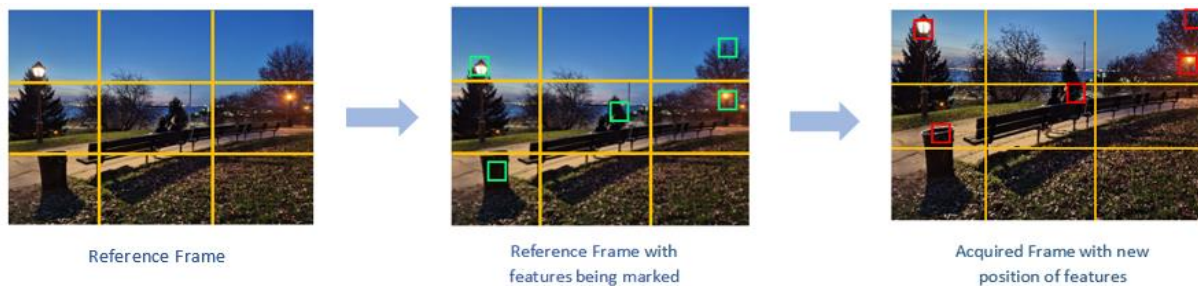 Reference Frame
Reference Frame with
features being marked
Acquired Frame with new
position of features